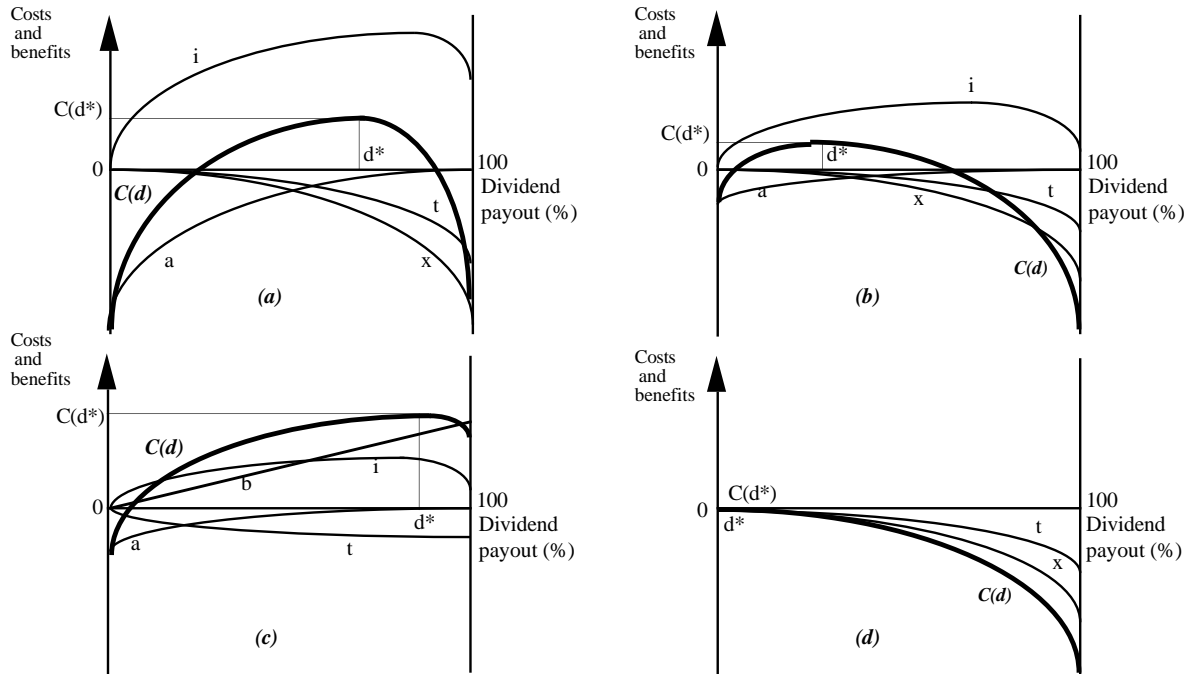 Costs
and
benefits
i
C(d*)
0
d*
100
C(d)
Dividend
payout (%)
t
a
x
(a)
Costs
and
benefits
i
C(d*)
0
d*
100
Dividend
payout (%)
a
x
t
C(d)
(b)
Costs
and
benefits
C(d*)
C(d)
i
b
0
100
d*
Dividend
payout (%)
a
t
(c)
Costs
and
benefits
C(d*)
0
100
d*
t
Dividend
payout (%)
x
C(d)
(d)